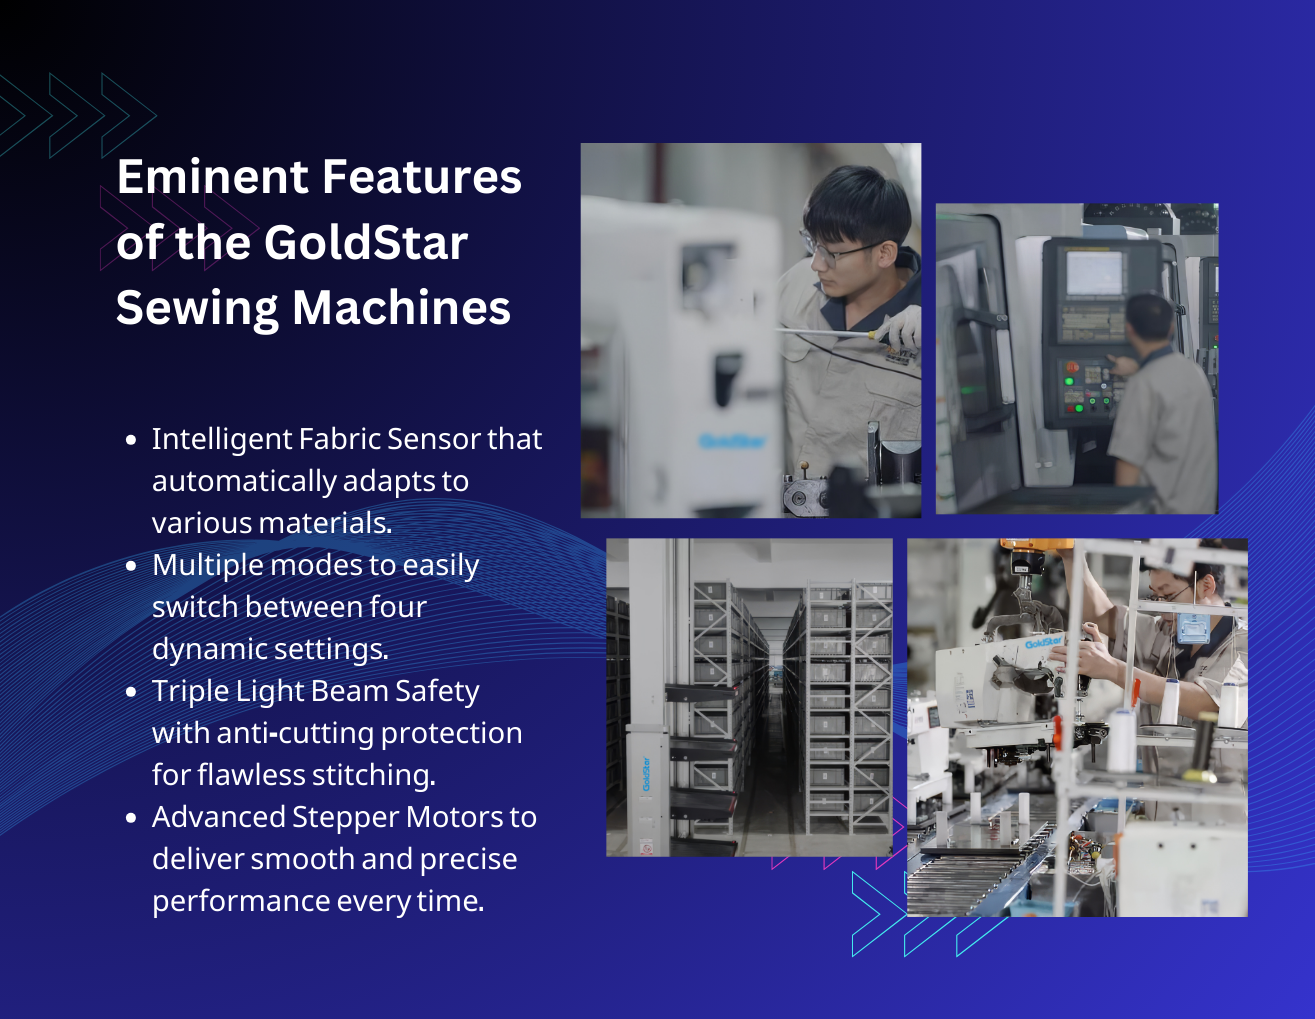 Eminent Features
of the GoldStar
Sewing Machines
• Intelligent Fabric Sensor that
automatically adapts to
various materials.
• Multiple modes to easily
switch between four
dynamic settings.
• Triple Light Beam Safety
with anti-cutting protection
for flawless stitching.
• Advanced Stepper Motors to
deliver smooth and precise
performance every time.
GoldStar
GoldStar
GoldStar